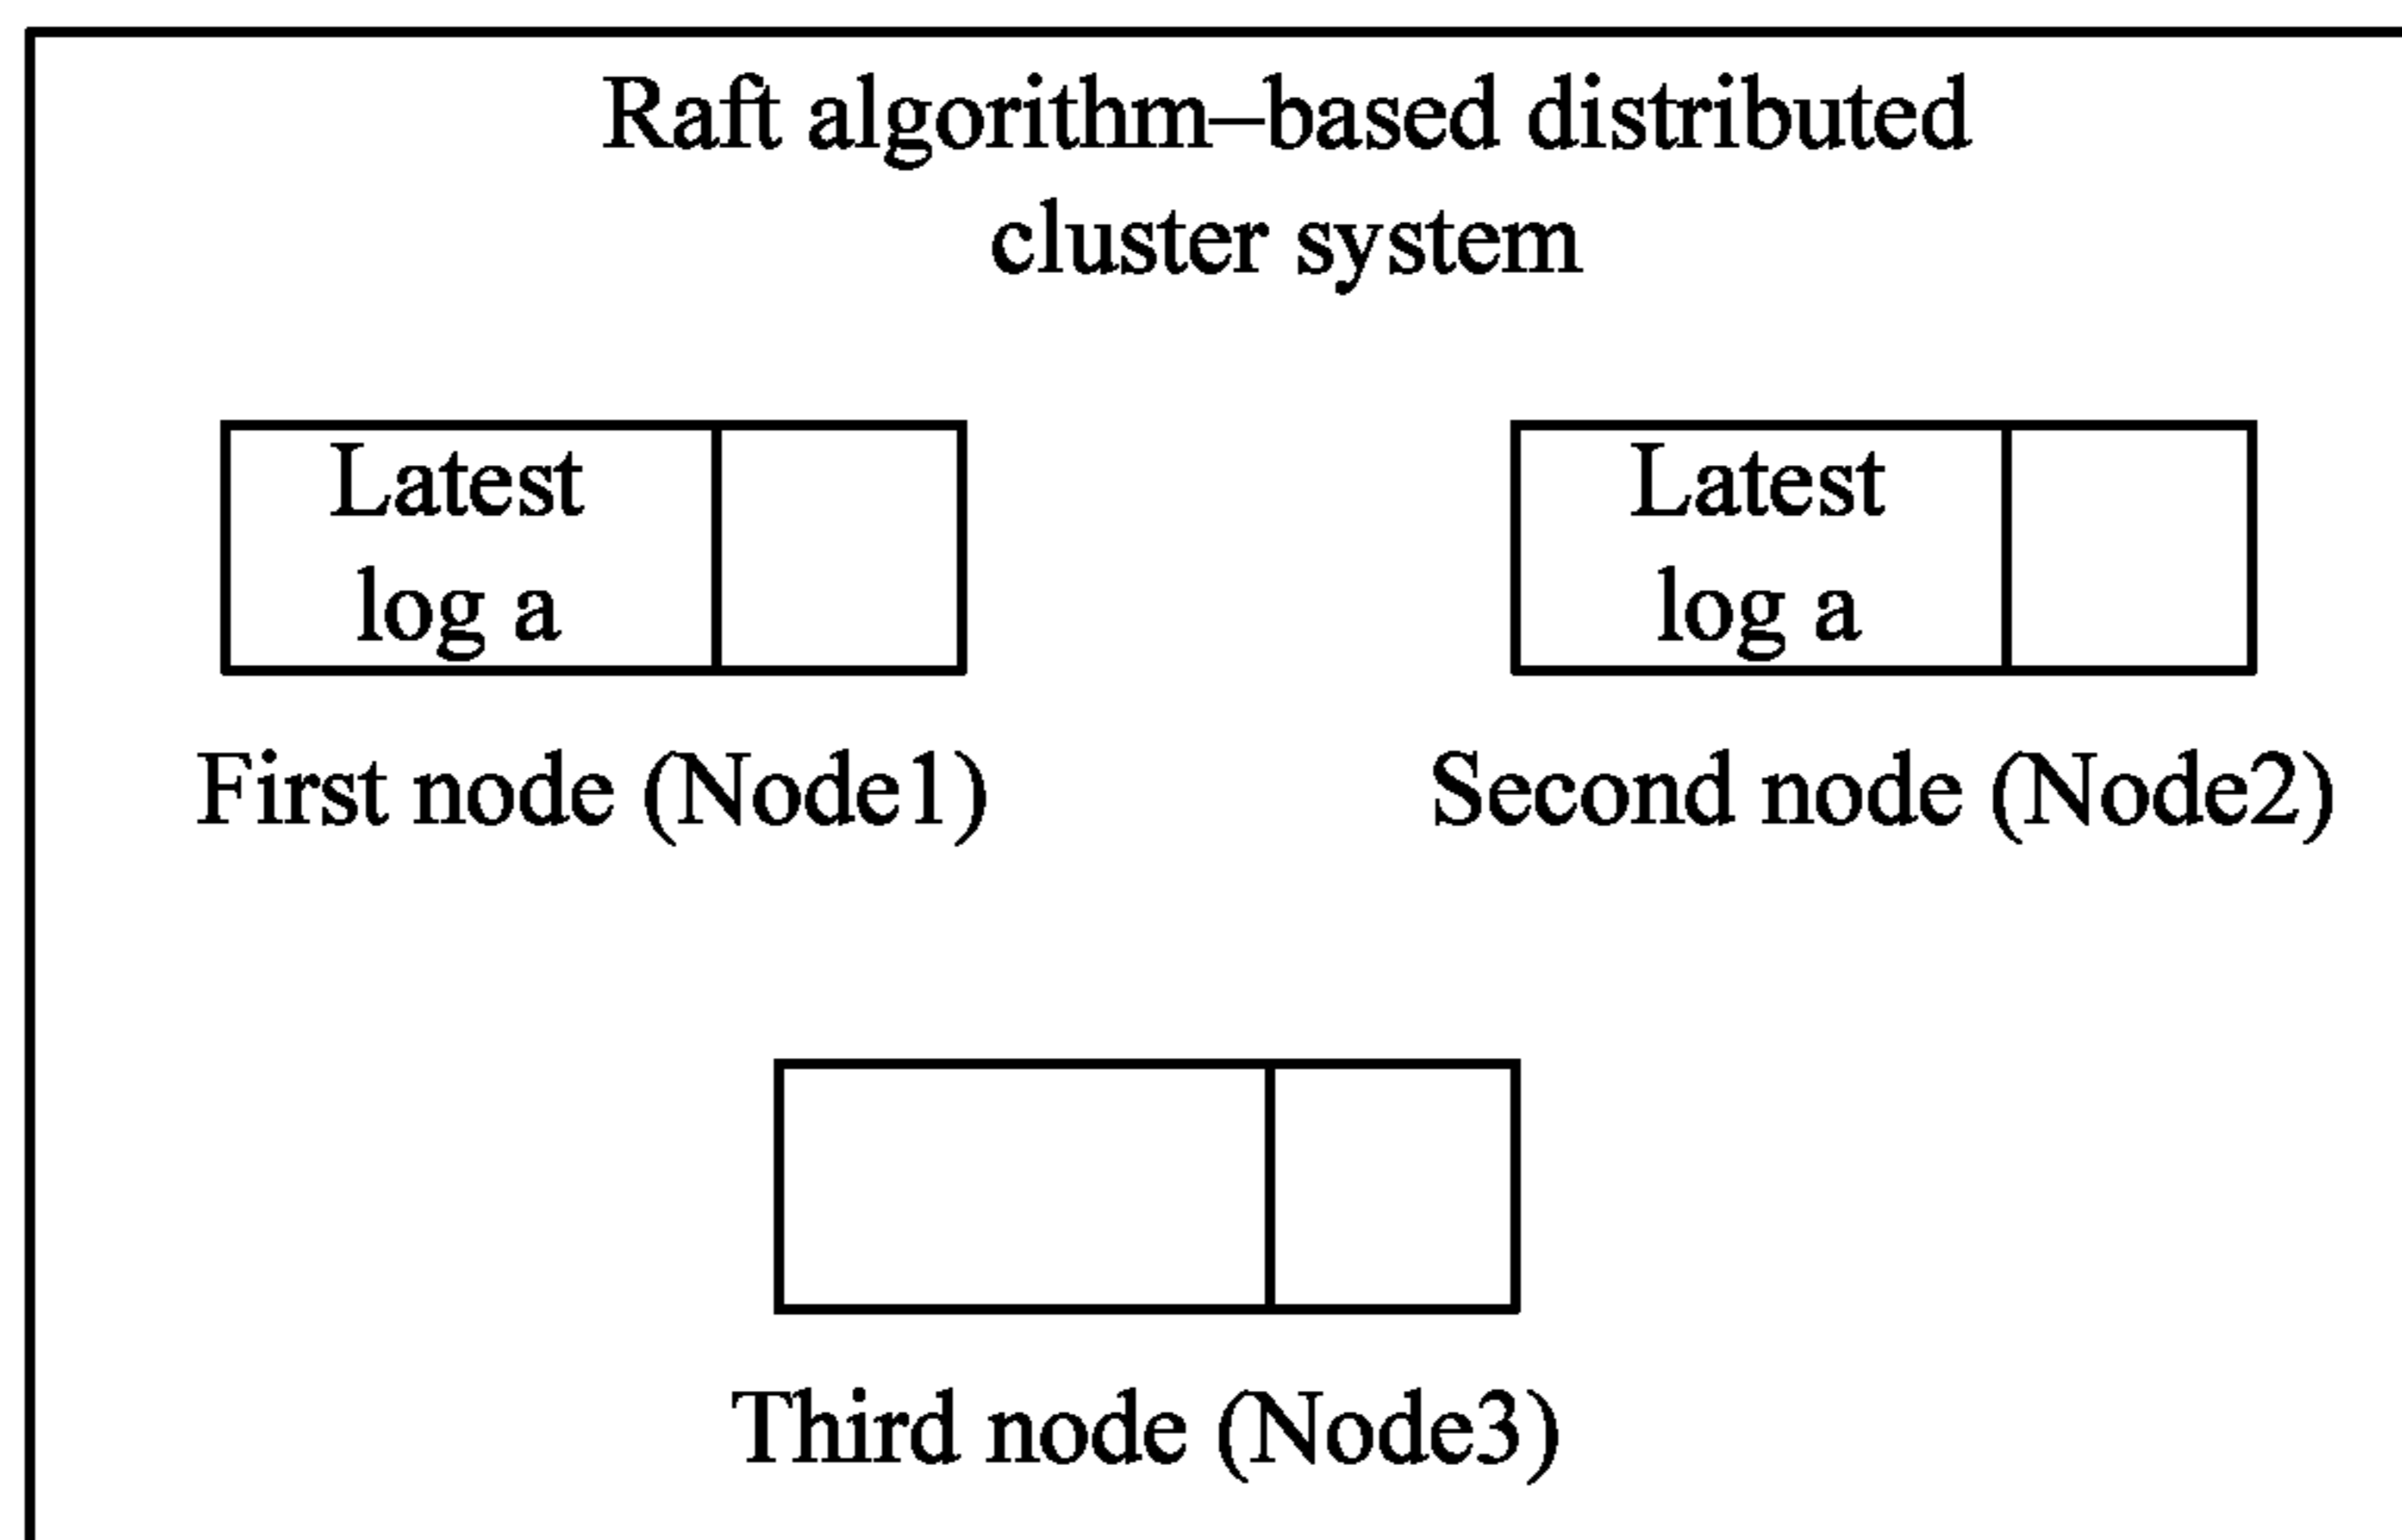 Raft algorithm–based distributed
cluster system
Latest
log a
Latest
log a
First node (Node1)
Second node (Node2)
Third node (Node3)